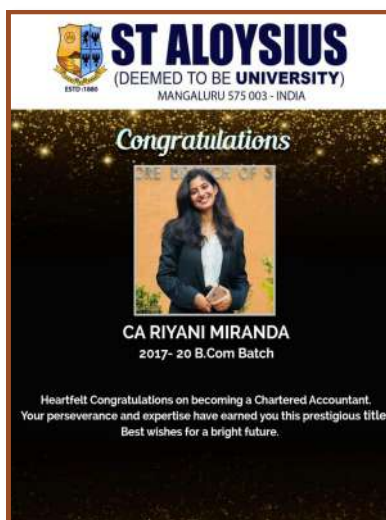 ST ALOYSIUS
(DEEMED TO BE UNIVERSITY)
MANGALURU 575 003 - INDIA
ESTD :1880
Congratulations
CA RIYANI MIRANDA
2017- 20 B.Com Batch
Heartfelt Congratulations on becoming a Chartered Accountant.
Your perseverance and expertise have earned you this prestigious title
Best wishes for a bright future.